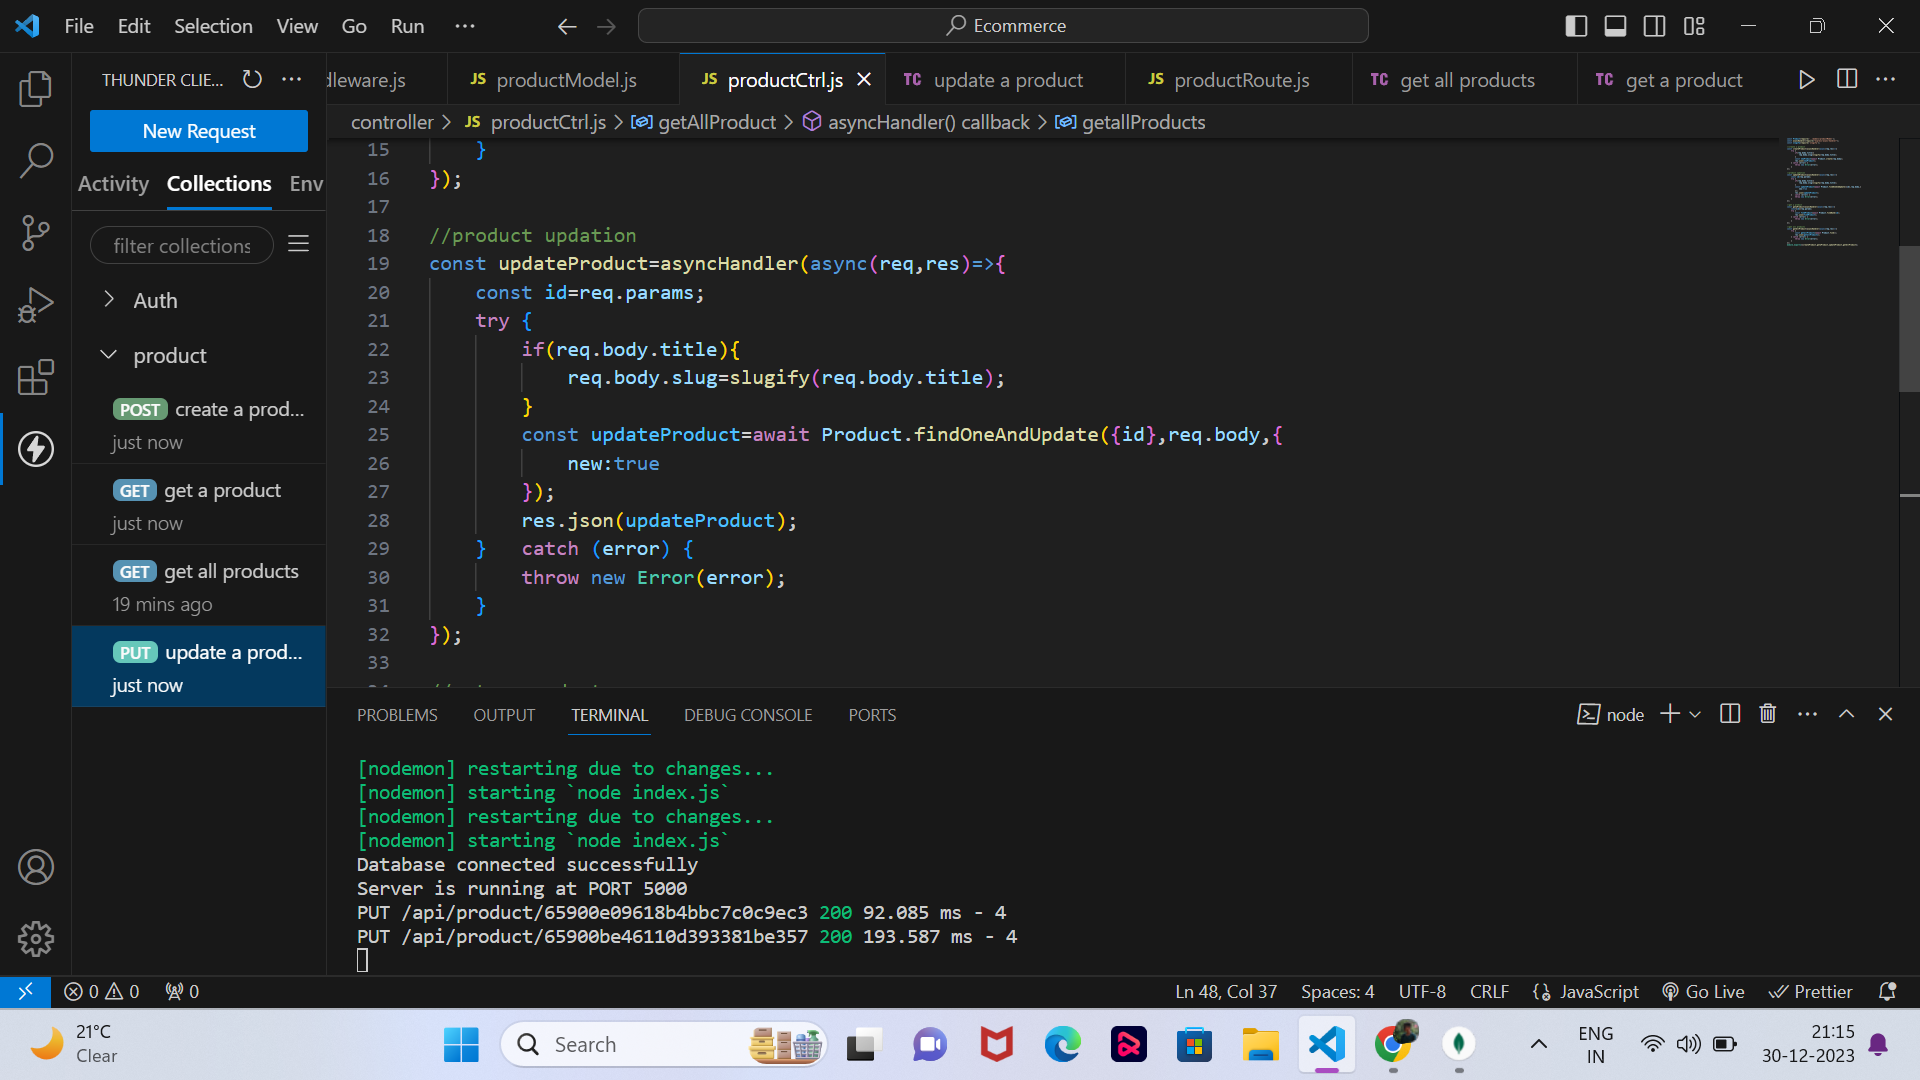 File Edit Selection View Go Run ··· Ecommerce
THUNDER CLIE... ···
dleware.js JS productModel.js JS productCtrl.js TC update a product JS productRoute.js TC get all products TC get a product ···
New Request
controller > JS productCtrl.js > getAllProduct > asyncHandler() callback > getallProducts
Activity Collections Env
filter collections
Auth
product
POST create a prod...
just now
GET get a product
just now
GET get all products
19 mins ago
PUT update a prod...
just now
15 }
16 });
17
18 //product updation
19 const updateProduct=asyncHandler(async(req,res)=>{
20 const id=req.params;
21 try {
22 if(req.body.title){
23 req.body.slug=slugify(req.body.title);
24 }
25 const updateProduct=await Product.findOneAndUpdate({id},req.body,{
26 new:true
27 });
28 res.json(updateProduct);
29 } catch (error) {
30 throw new Error(error);
31 }
32 });
33
PROBLEMS OUTPUT TERMINAL DEBUG CONSOLE PORTS node ···
[nodemon] restarting due to changes...
[nodemon] starting `node index.js`
[nodemon] restarting due to changes...
[nodemon] starting `node index.js`
Database connected successfully
Server is running at PORT 5000
PUT /api/product/65900e09618b4bbc7c0c9ec3 200 92.085 ms - 4
PUT /api/product/65900be46110d393381be357 200 193.587 ms - 4
0 0 0 Ln 48, Col 37 Spaces: 4 UTF-8 CRLF JavaScript Go Live Prettier
21°C
Clear
Search
ENG
IN
21:15
30-12-2023